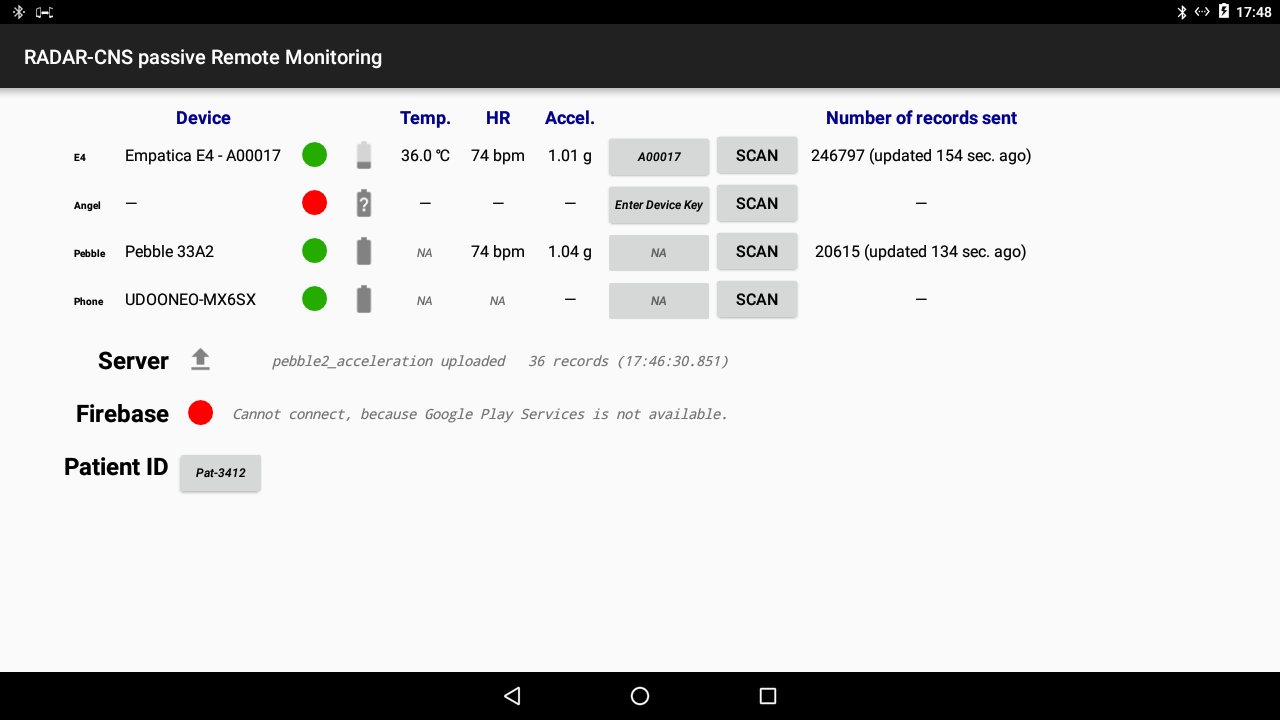 17:48
RADAR-CNS passive Remote Monitoring
Device Temp. HR Accel. Number of records sent
E4 Empatica E4 - A00017 36.0 ℃ 74 bpm 1.01 g A00017 SCAN 246797 (updated 154 sec. ago)
Angel — ? — — — Enter Device Key SCAN —
Pebble Pebble 33A2 NA 74 bpm 1.04 g NA SCAN 20615 (updated 134 sec. ago)
Phone UDOONEO-MX6SX NA NA — NA SCAN —
Server pebble2_acceleration uploaded 36 records (17:46:30.851)
Firebase Cannot connect, because Google Play Services is not available.
Patient ID Pat-3412